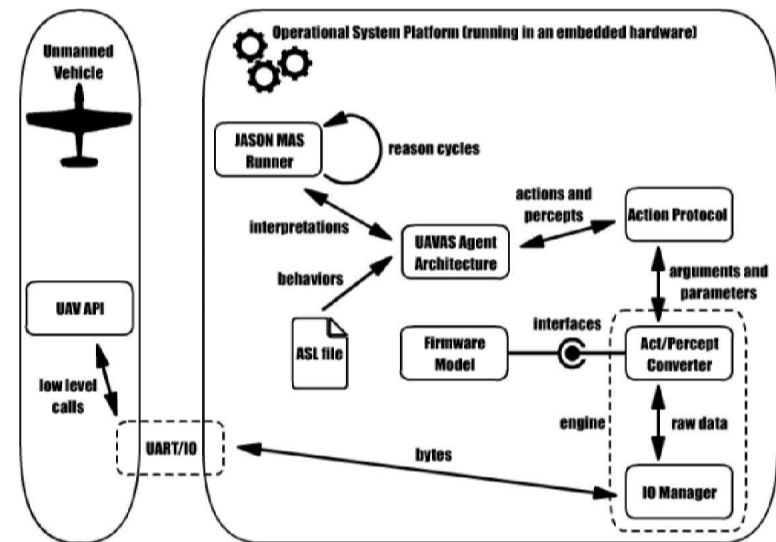 Operational System Platform (running in an embedded hardware)
Unmanned
Vehicle
JASON MAS
Runner
reason cycles
actions and
percepts
Action Protocol
interpretations
UAVAS Agent
Architecture
behaviors
arguments and
parameters
UAV API
ASL file
Firmware
Model
interfaces
Act/Percept
Converter
low level
calls
engine
raw data
UART/IO
bytes
IO Manager